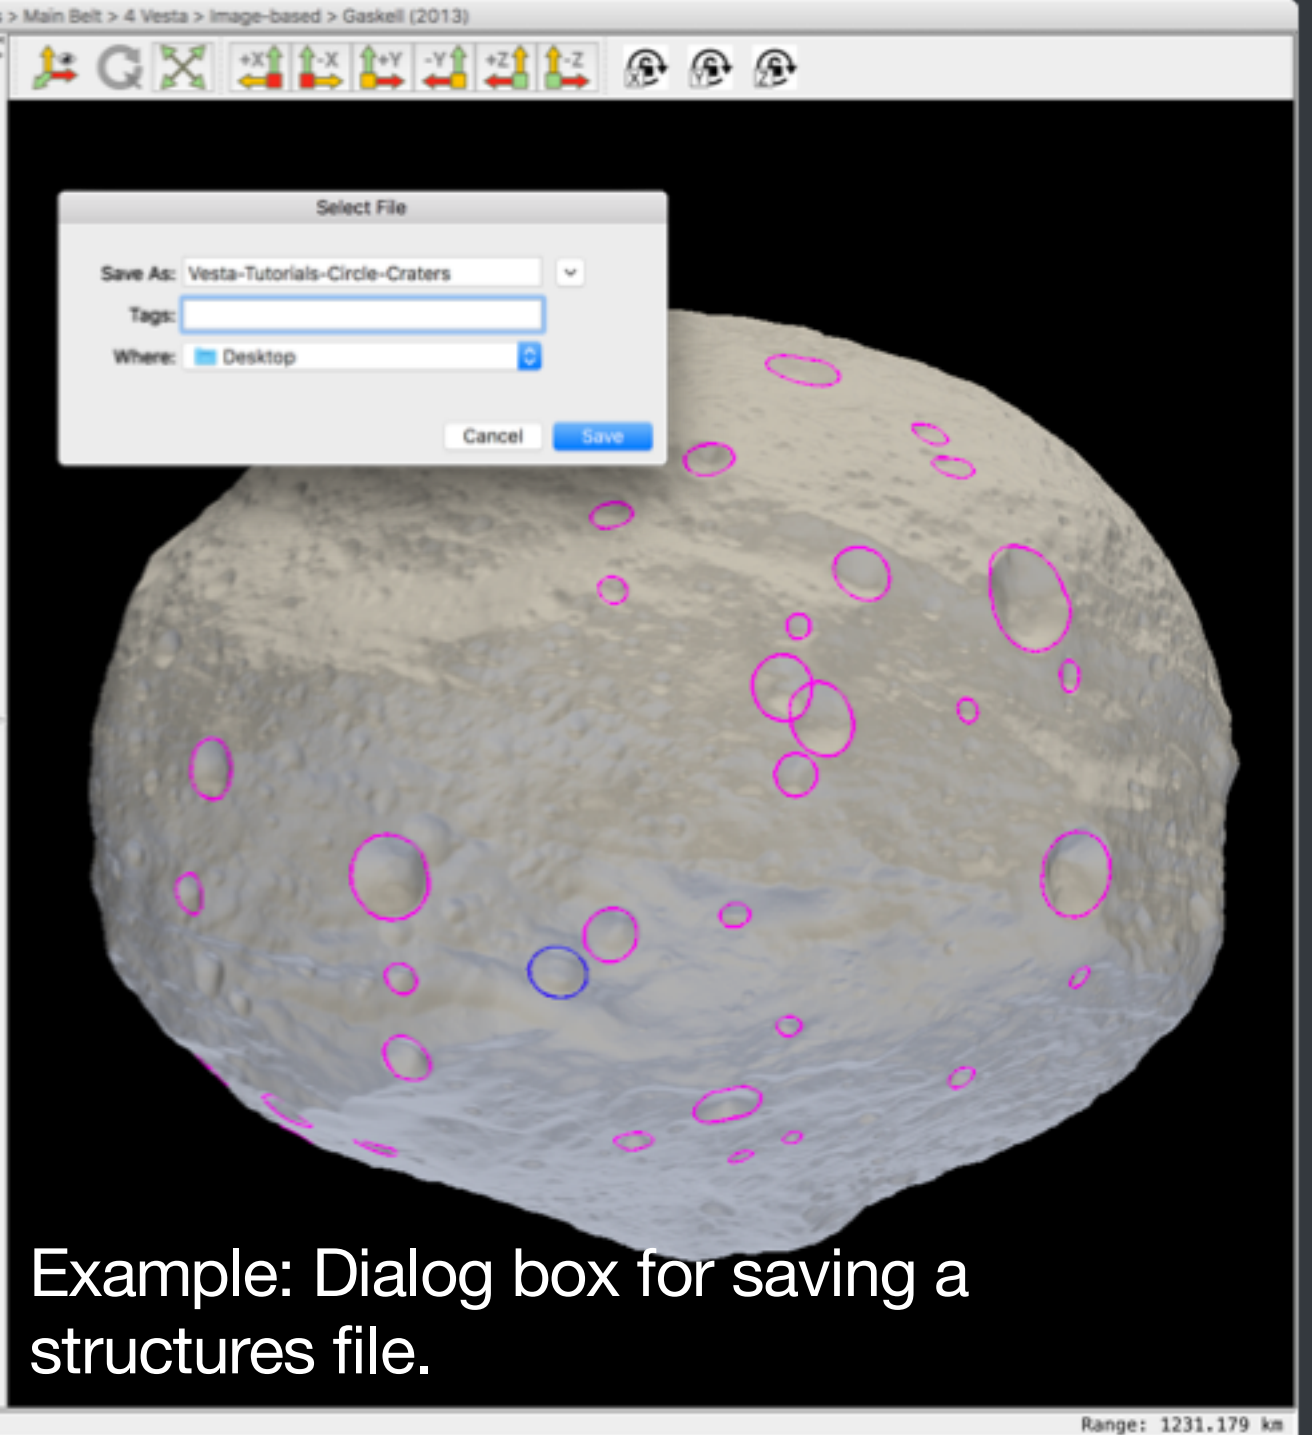 > Main Belt > 4 Vesta > Image-based > Gaskell (2013)
+X -X +Y -Y +Z -Z X Y Z
Select File
Save As: Vesta-Tutorials-Circle-Craters
Tags:
Where: Desktop
Cancel Save
Example: Dialog box for saving a
structures file.
Range: 1231.179 km